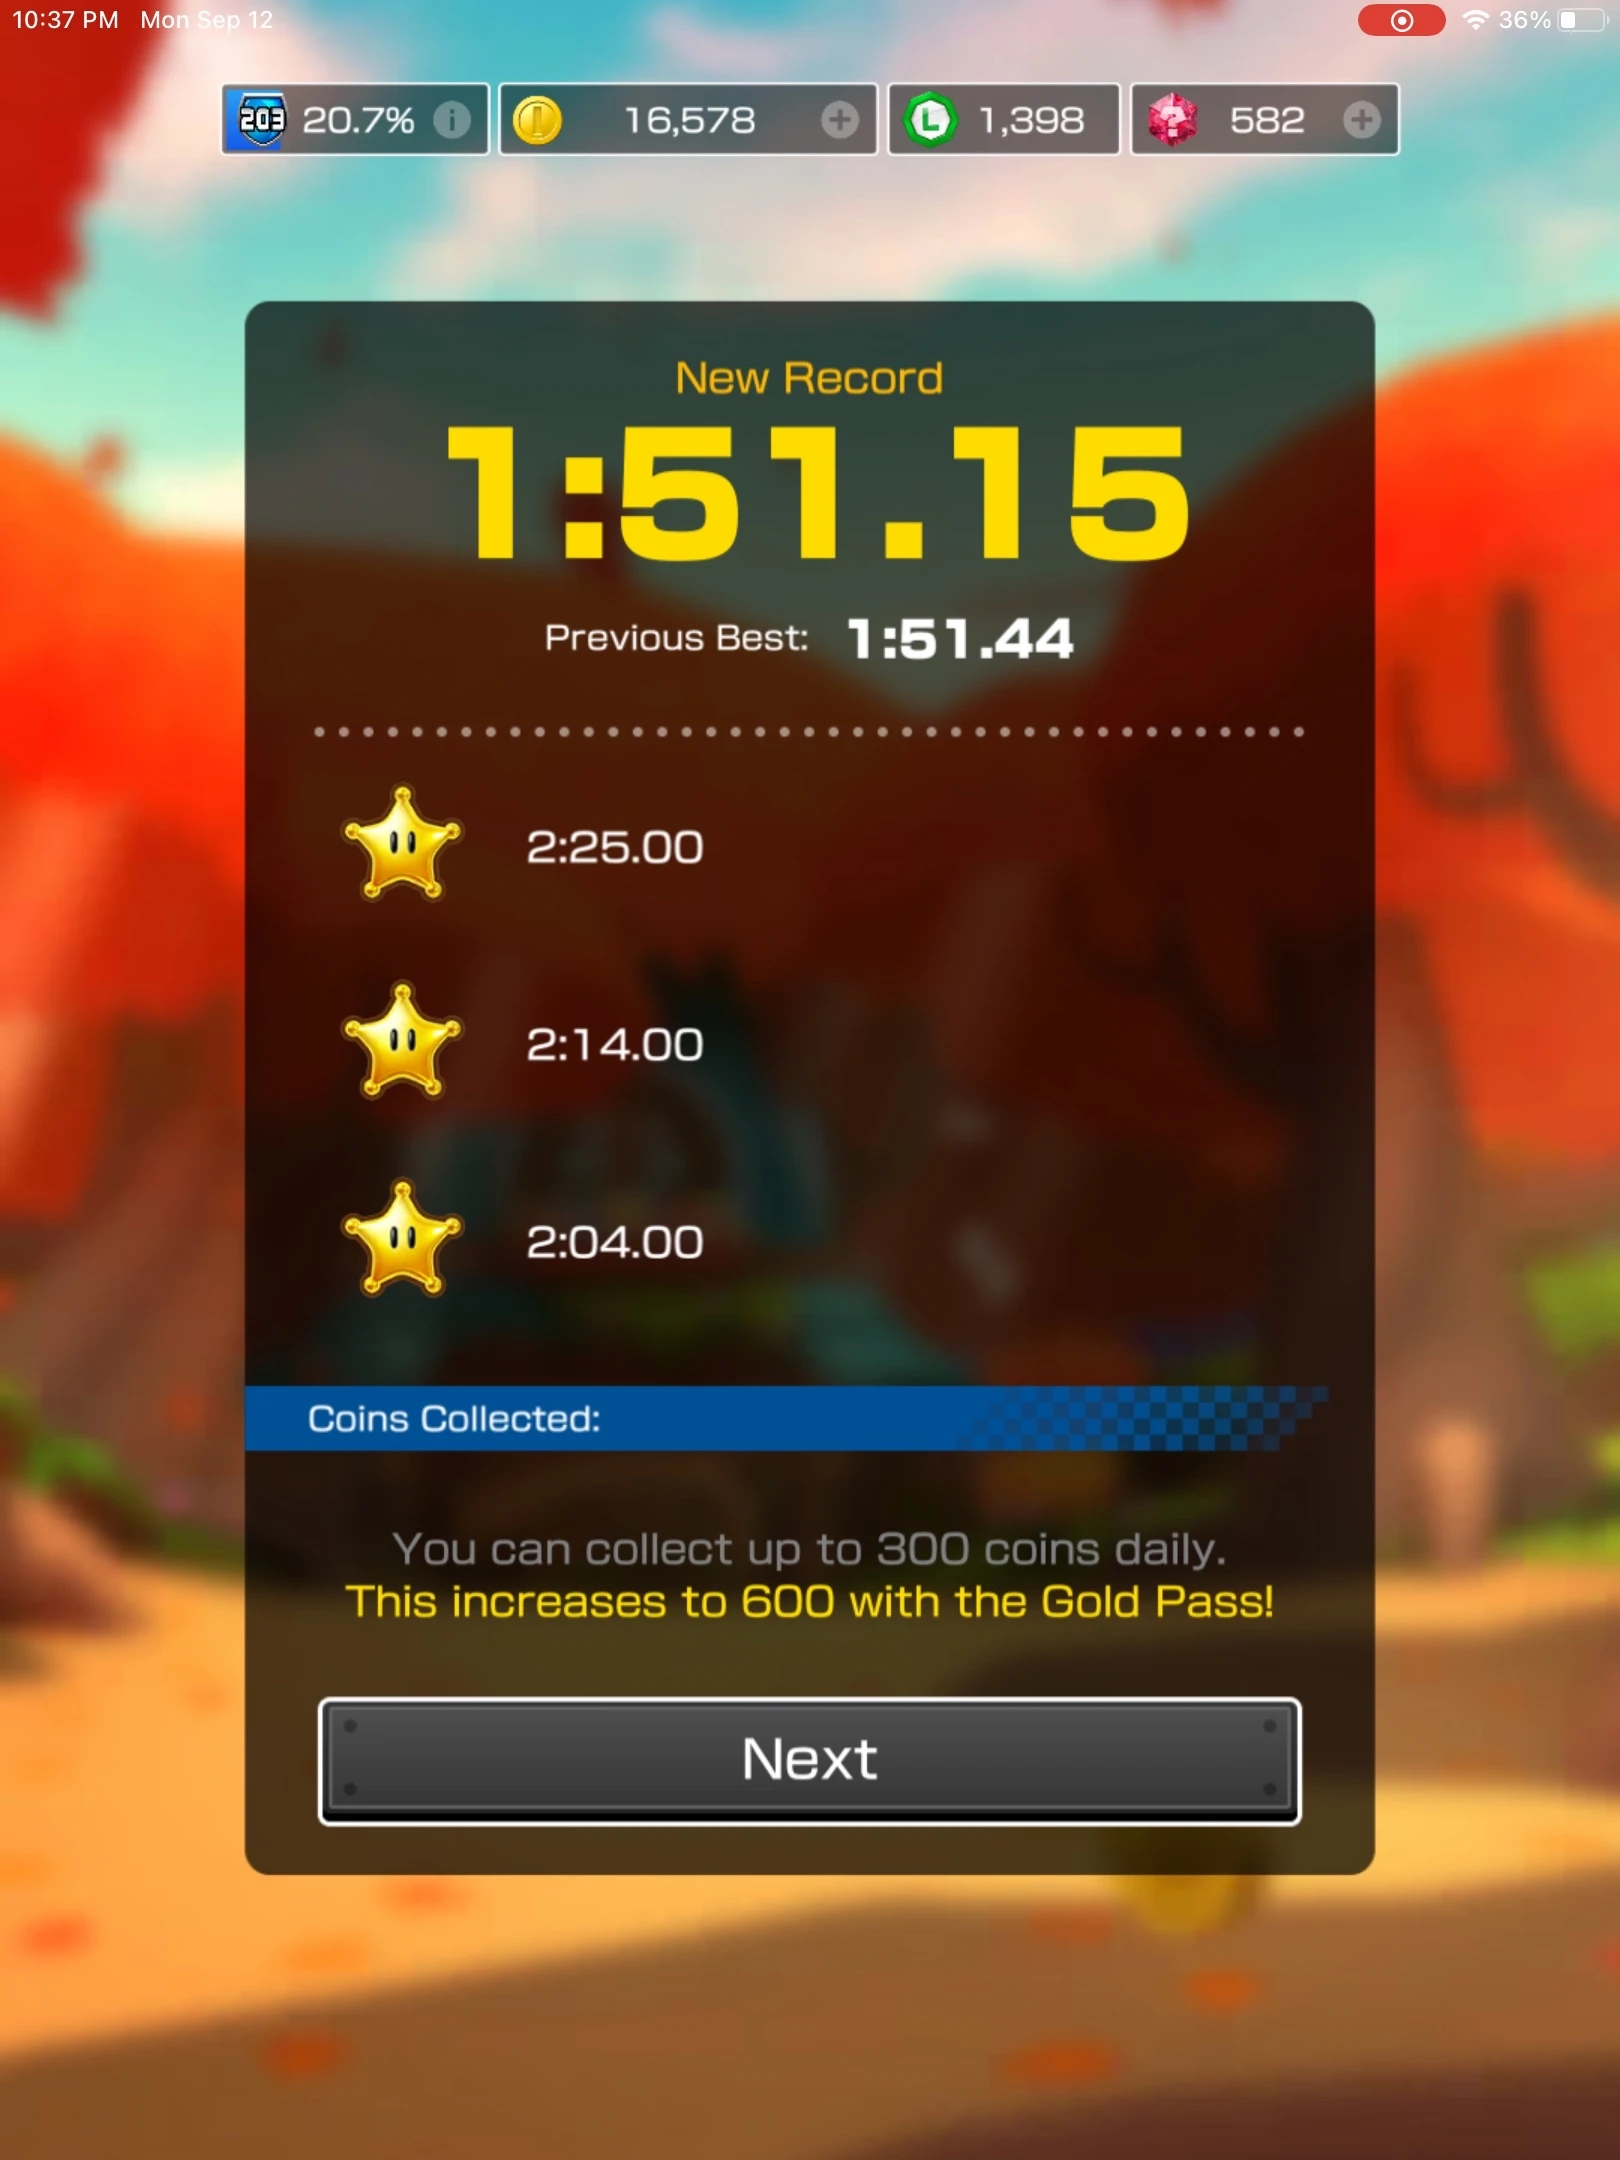 10:37 PM Mon Sep 12 36%
203 20.7% i 16,578 + L 1,398 ? 582 +
New Record
1:51.15
Previous Best: 1:51.44
2:25.00
2:14.00
2:04.00
Coins Collected:
You can collect up to 300 coins daily.
This increases to 600 with the Gold Pass!
Next